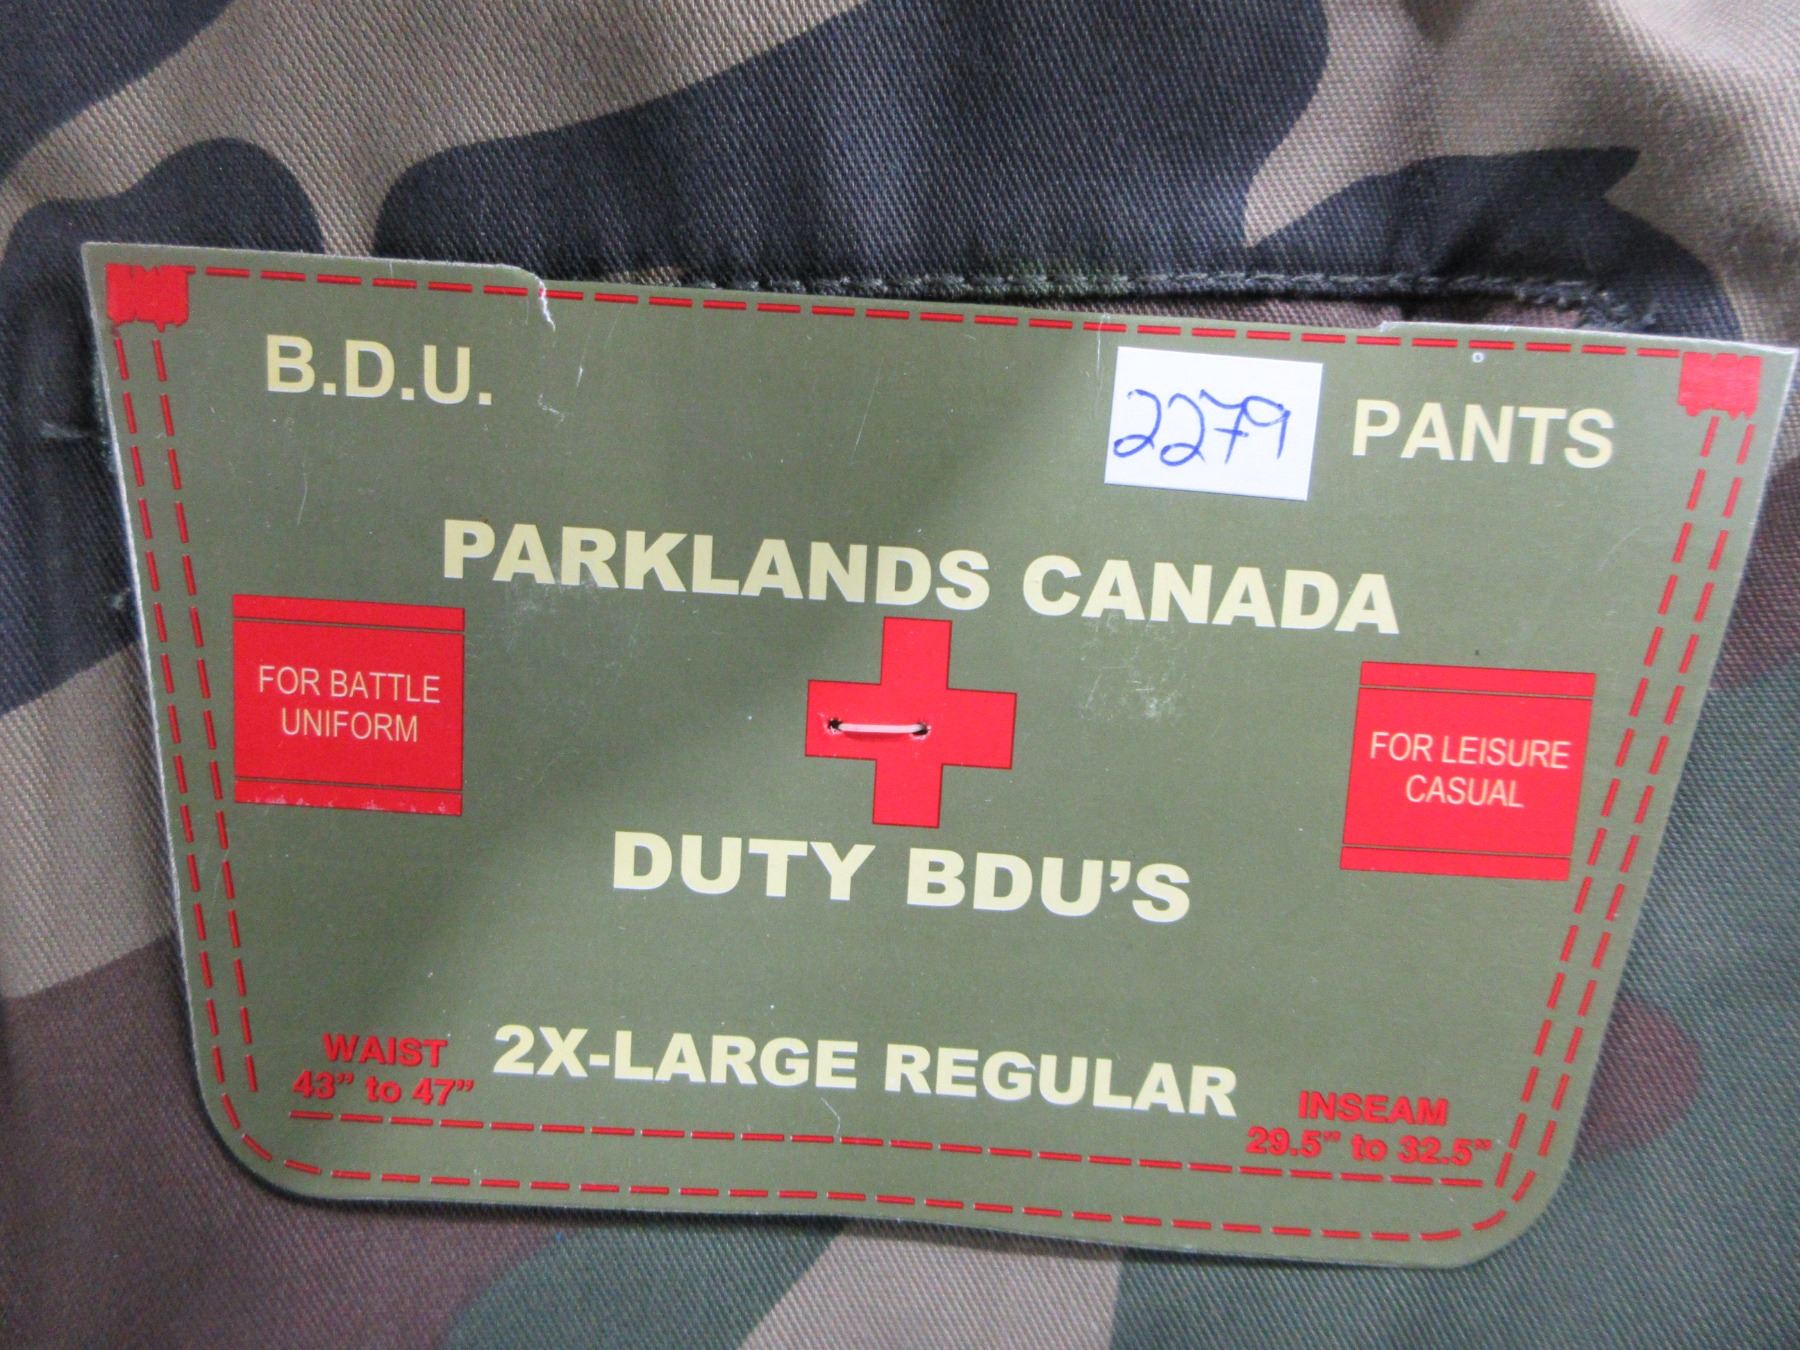 B.D.U.
2279
PANTS
PARKLANDS CANADA
FOR BATTLE
UNIFORM
FOR LEISURE
CASUAL
DUTY BDU'S
WAIST
43" to 47"
2X-LARGE REGULAR
INSEAM
29.5" to 32.5"